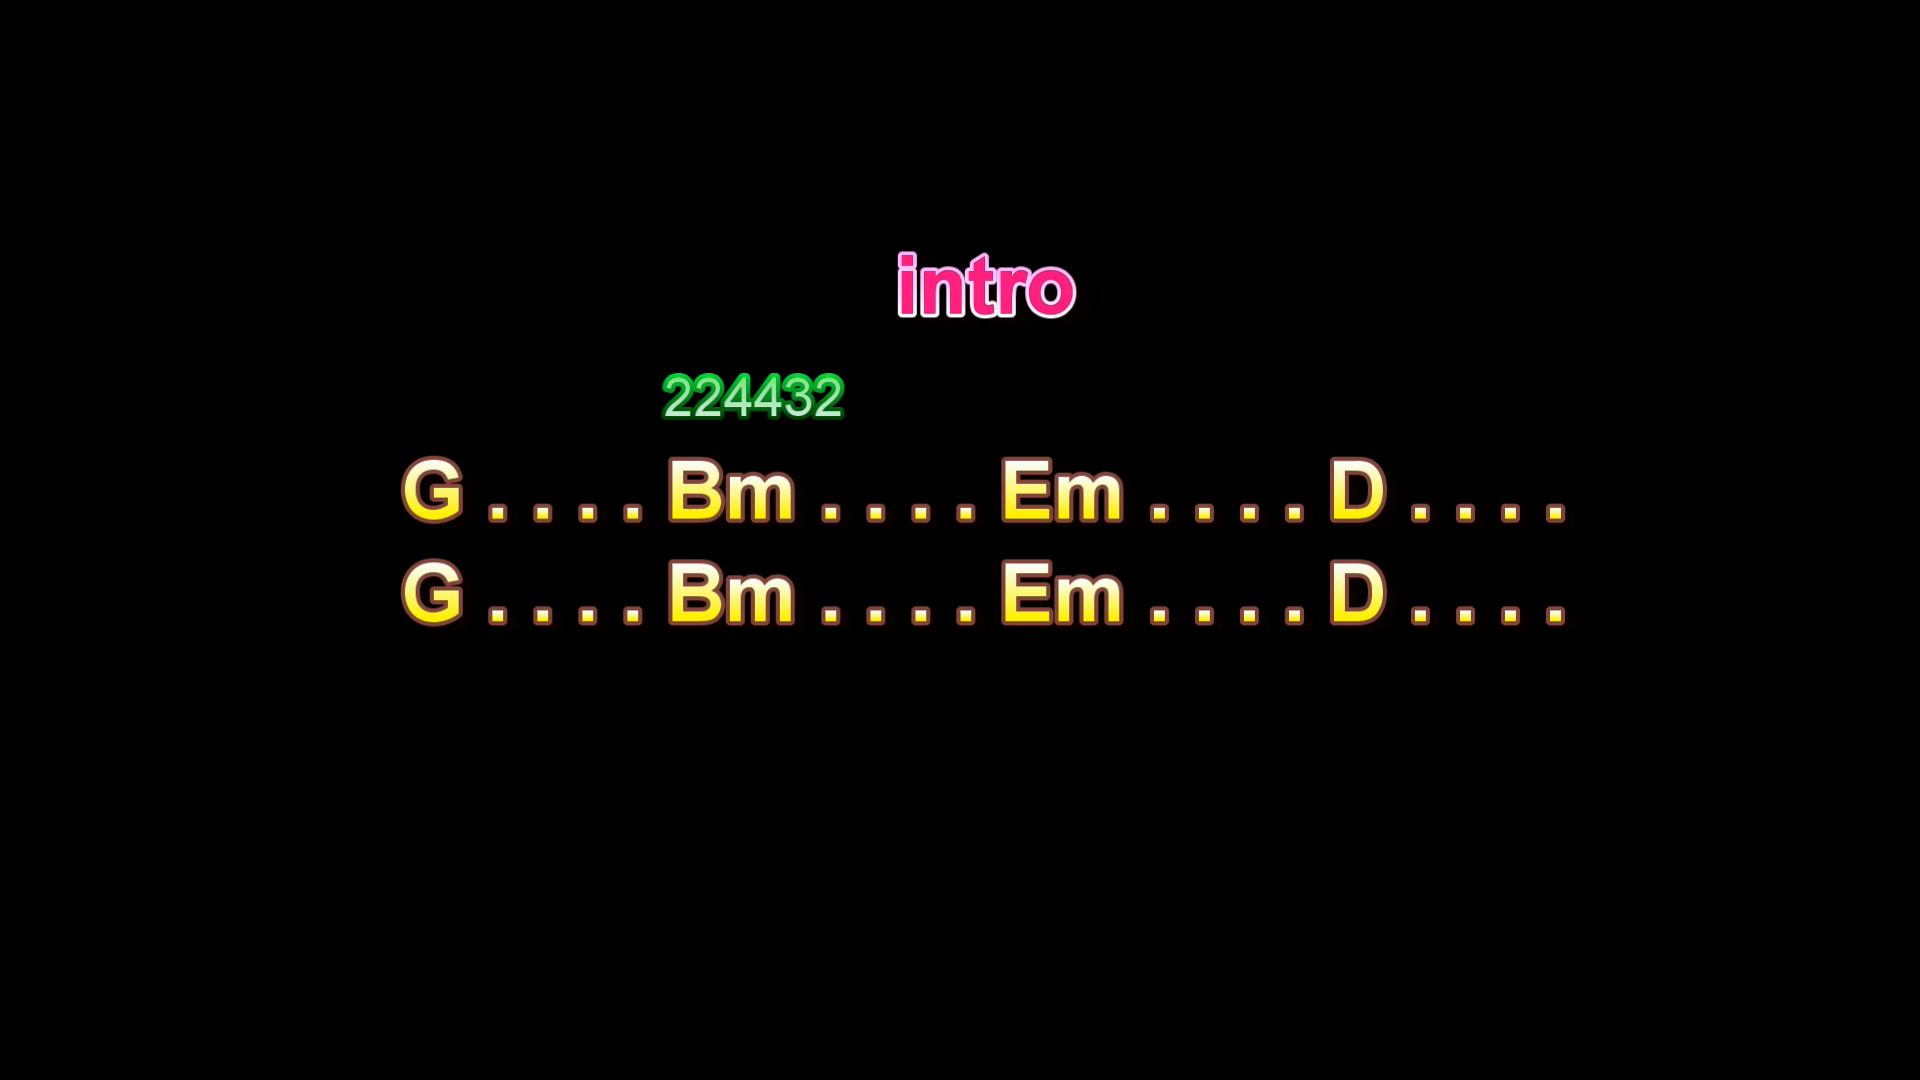 intro
224432
G . . . . Bm . . . . Em . . . . D . . . .
G . . . . Bm . . . . Em . . . . D . . . .